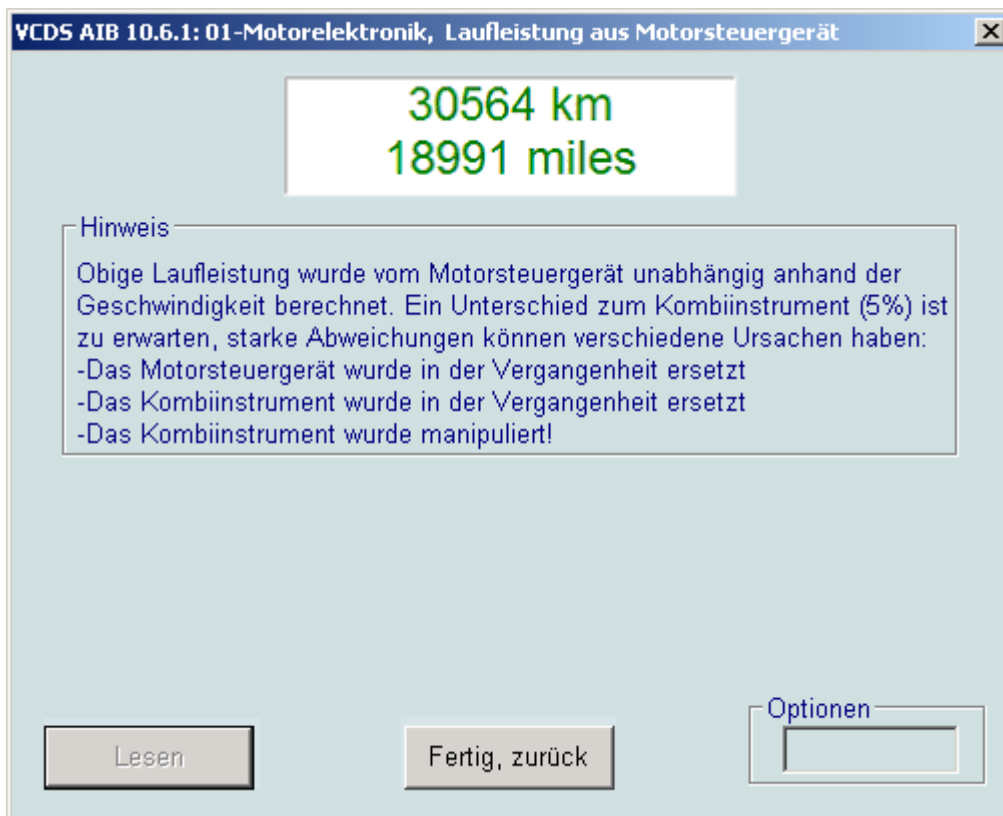 VCDS AIB 10.6.1: 01-Motorelektronik, Laufleistung aus Motorsteuergerät
30564 km
18991 miles
Hinweis
Obige Laufleistung wurde vom Motorsteuergerät unabhängig anhand der
Geschwindigkeit berechnet. Ein Unterschied zum Kombiinstrument (5%) ist
zu erwarten, starke Abweichungen können verschiedene Ursachen haben:
-Das Motorsteuergerät wurde in der Vergangenheit ersetzt
-Das Kombiinstrument wurde in der Vergangenheit ersetzt
-Das Kombiinstrument wurde manipuliert!
Optionen
Lesen
Fertig, zurück